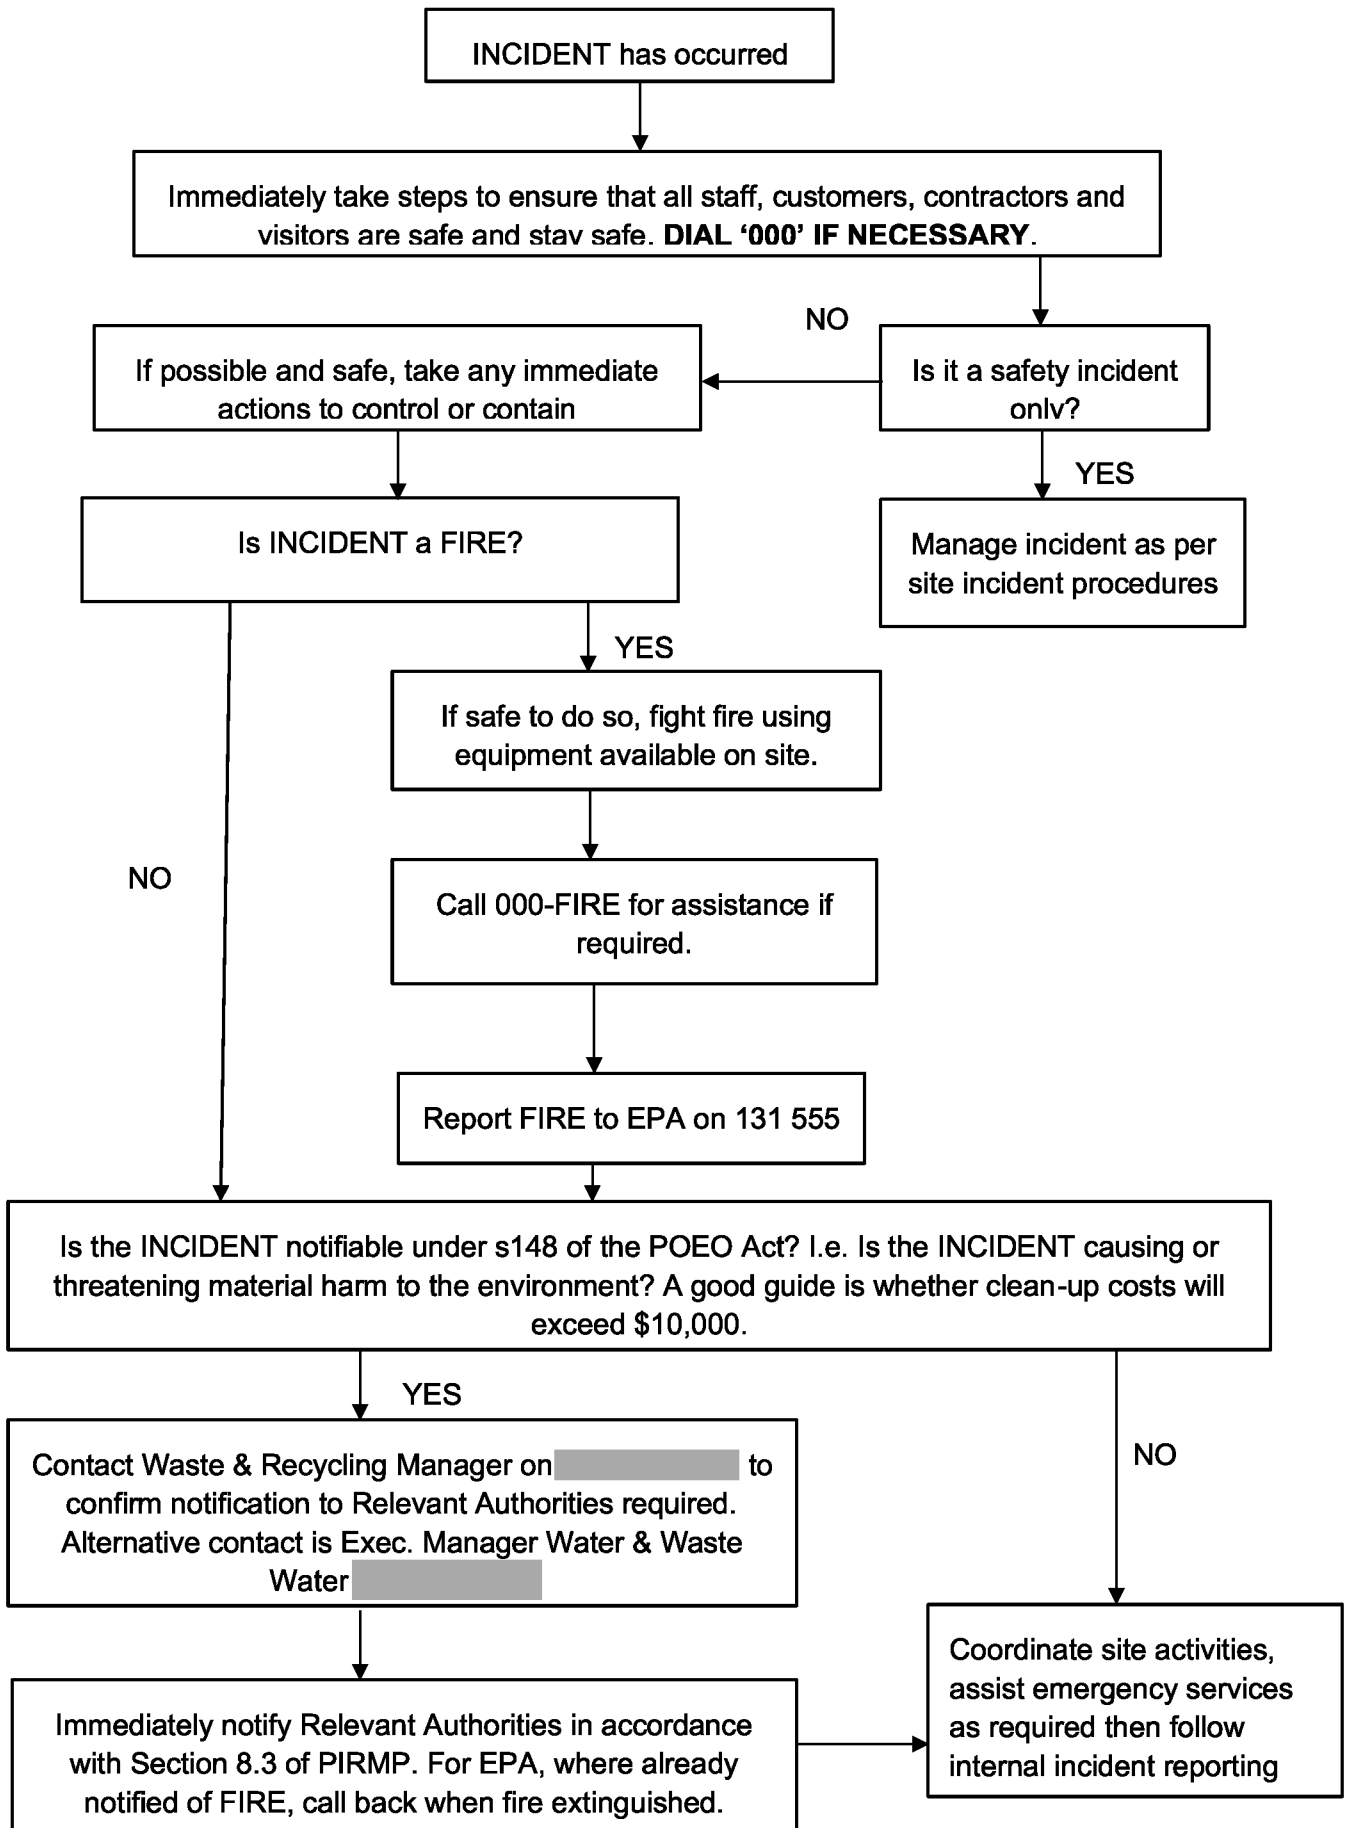 INCIDENT has occurred
Immediately take steps to ensure that all staff, customers, contractors and
visitors are safe and stay safe. DIAL ‘000’ IF NECESSARY.
NO
If possible and safe, take any immediate
actions to control or contain
Is it a safety incident
only?
YES
Is INCIDENT a FIRE?
Manage incident as per
site incident procedures
YES
If safe to do so, fight fire using
equipment available on site.
NO
Call 000-FIRE for assistance if
required.
Report FIRE to EPA on 131 555
Is the INCIDENT notifiable under s148 of the POEO Act? I.e. Is the INCIDENT causing or
threatening material harm to the environment? A good guide is whether clean-up costs will
exceed $10,000.
YES
NO
Contact Waste & Recycling Manager on to
confirm notification to Relevant Authorities required.
Alternative contact is Exec. Manager Water & Waste
Water
Immediately notify Relevant Authorities in accordance
with Section 8.3 of PIRMP. For EPA, where already
notified of FIRE, call back when fire extinguished.
Coordinate site activities,
assist emergency services
as required then follow
internal incident reporting